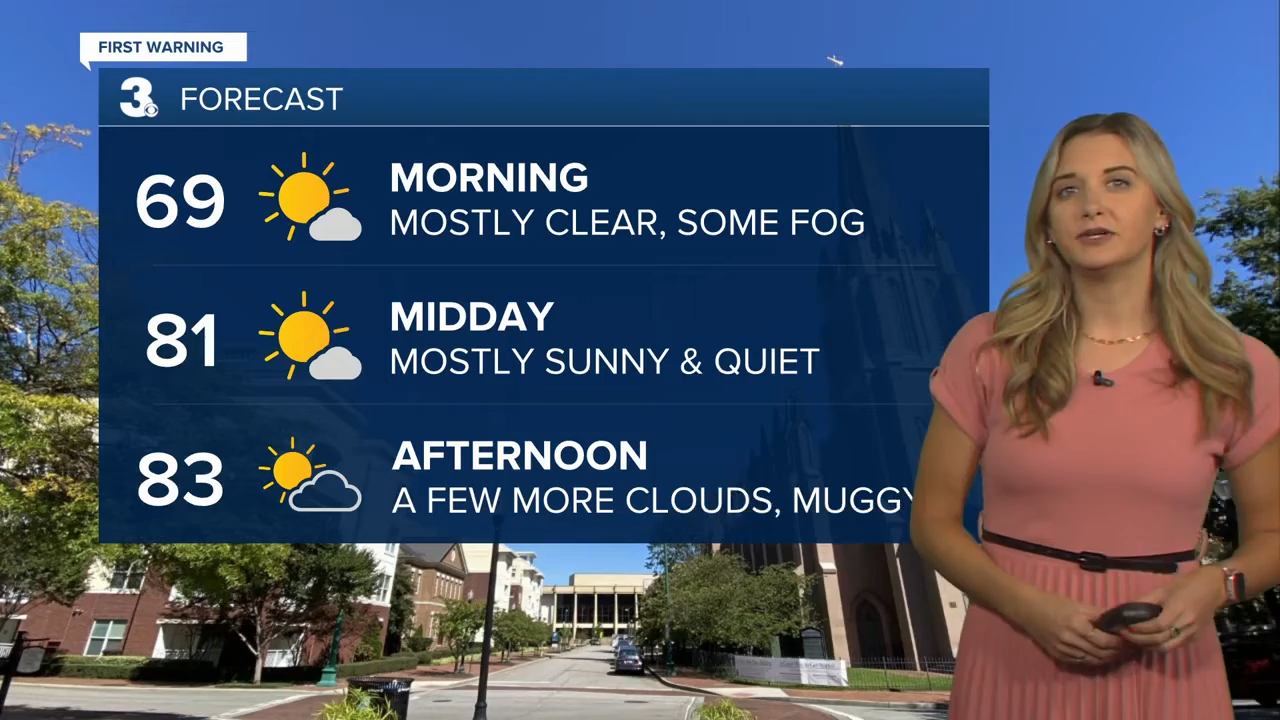 FIRST WARNING
3 FORECAST
69
MORNING
MOSTLY CLEAR, SOME FOG
81
MIDDAY
MOSTLY SUNNY & QUIET
83
AFTERNOON
A FEW MORE CLOUDS, MUGGY